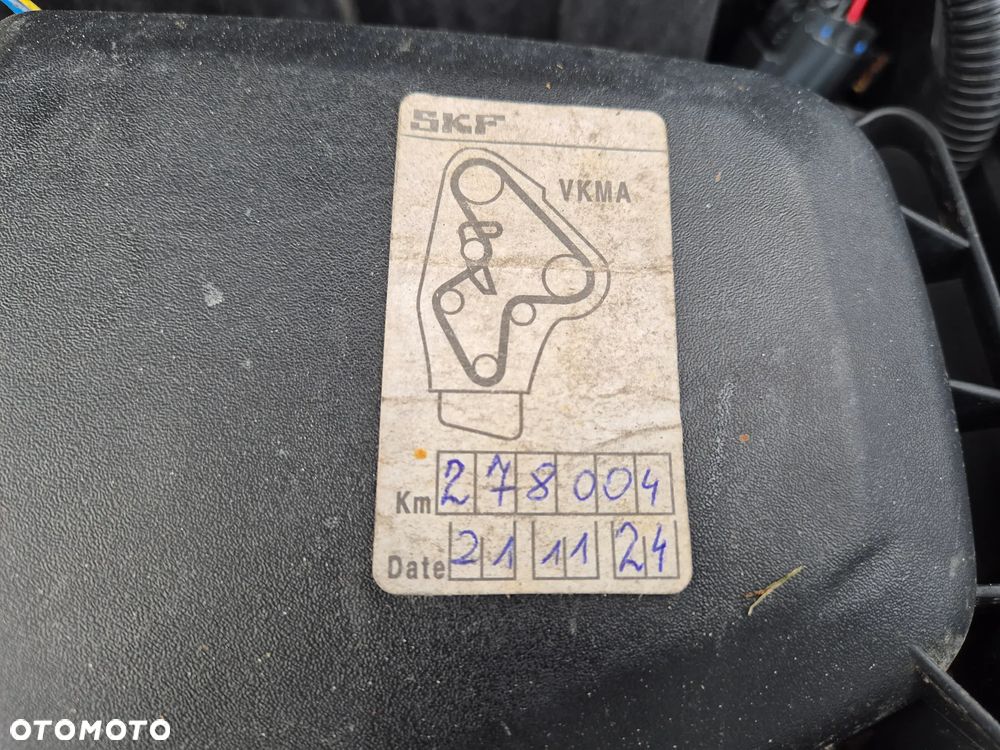 SKF
VKMA
Km 278004
Date 21 11 24
OTOMOTO